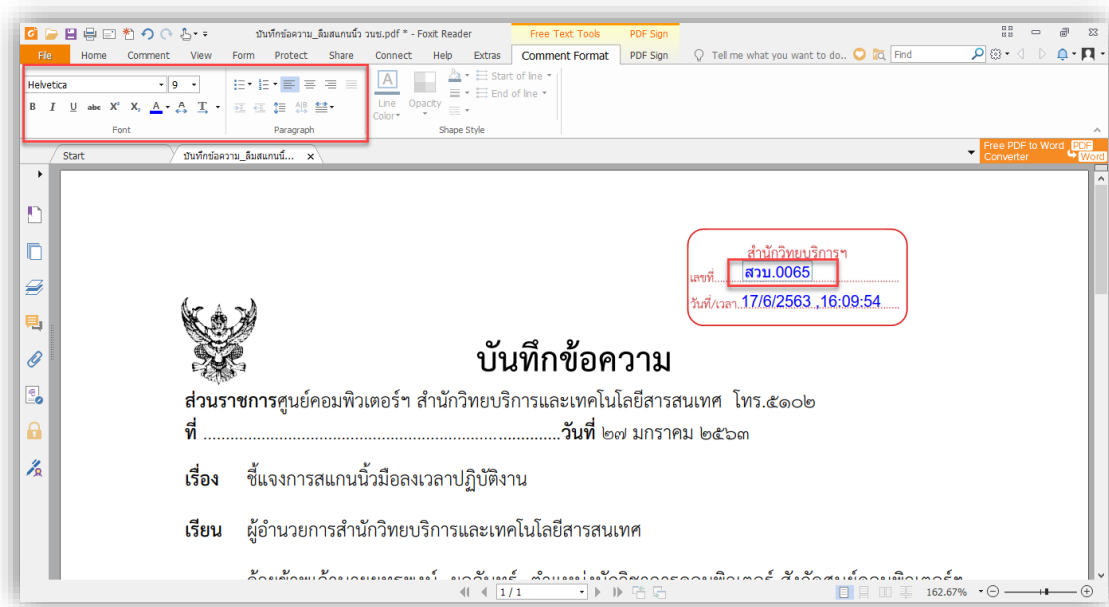 บันทึกข้อความ_ลืมสแกนนิ้ว วนช.pdf * - Foxit Reader
Free Text Tools
PDF Sign
File
Home
Comment
View
Form
Protect
Share
Connect
Help
Extras
Comment Format
PDF Sign
Tell me what you want to do..
Find
Helvetica
9
B I U abc X² X₂ A A T
Font
Paragraph
A
Line Color
Opacity
Start of line
End of line
Shape Style
Start
บันทึกข้อความ_ลืมสแกนนิ้... x
Free PDF to Word Converter
PDF Word
สำนักวิทยบริการฯ
เลขที่.....สวบ.0065.....
วันที่/เวลา..17/6/2563 ,16:09:54.....
บันทึกข้อความ
ส่วนราชการศูนย์คอมพิวเตอร์ฯ สำนักวิทยบริการและเทคโนโลยีสารสนเทศ โทร.๕๑๐๒
ที่ ..............................................................................วันที่ ๒๗ มกราคม ๒๕๖๓
เรื่อง ชี้แจงการสแกนนิ้วมือลงเวลาปฏิบัติงาน
เรียน ผู้อำนวยการสำนักวิทยบริการและเทคโนโลยีสารสนเทศ
1 / 1
162.67%